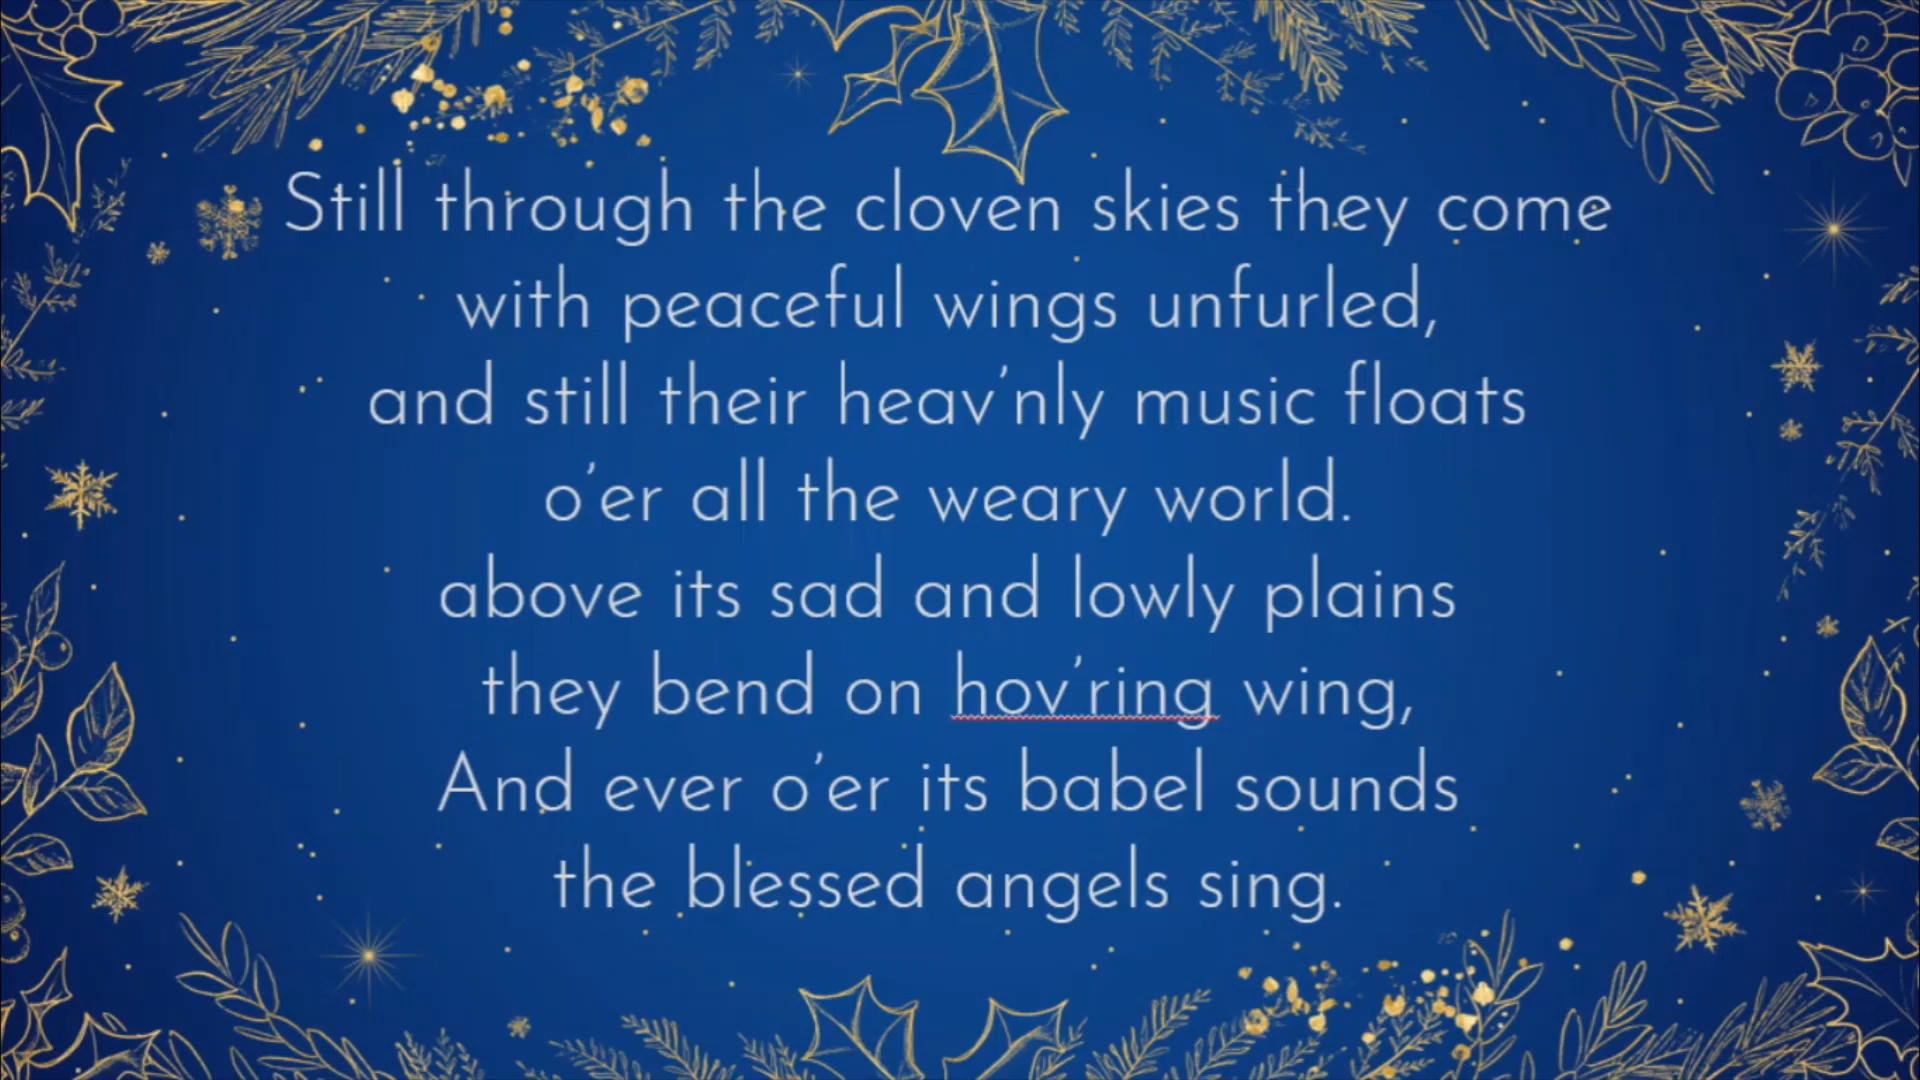 Still through the cloven skies they come
with peaceful wings unfurled,
and still their heav’nly music floats
o’er all the weary world.
above its sad and lowly plains
they bend on hov’ring wing,
And ever o’er its babel sounds
the blessed angels sing.